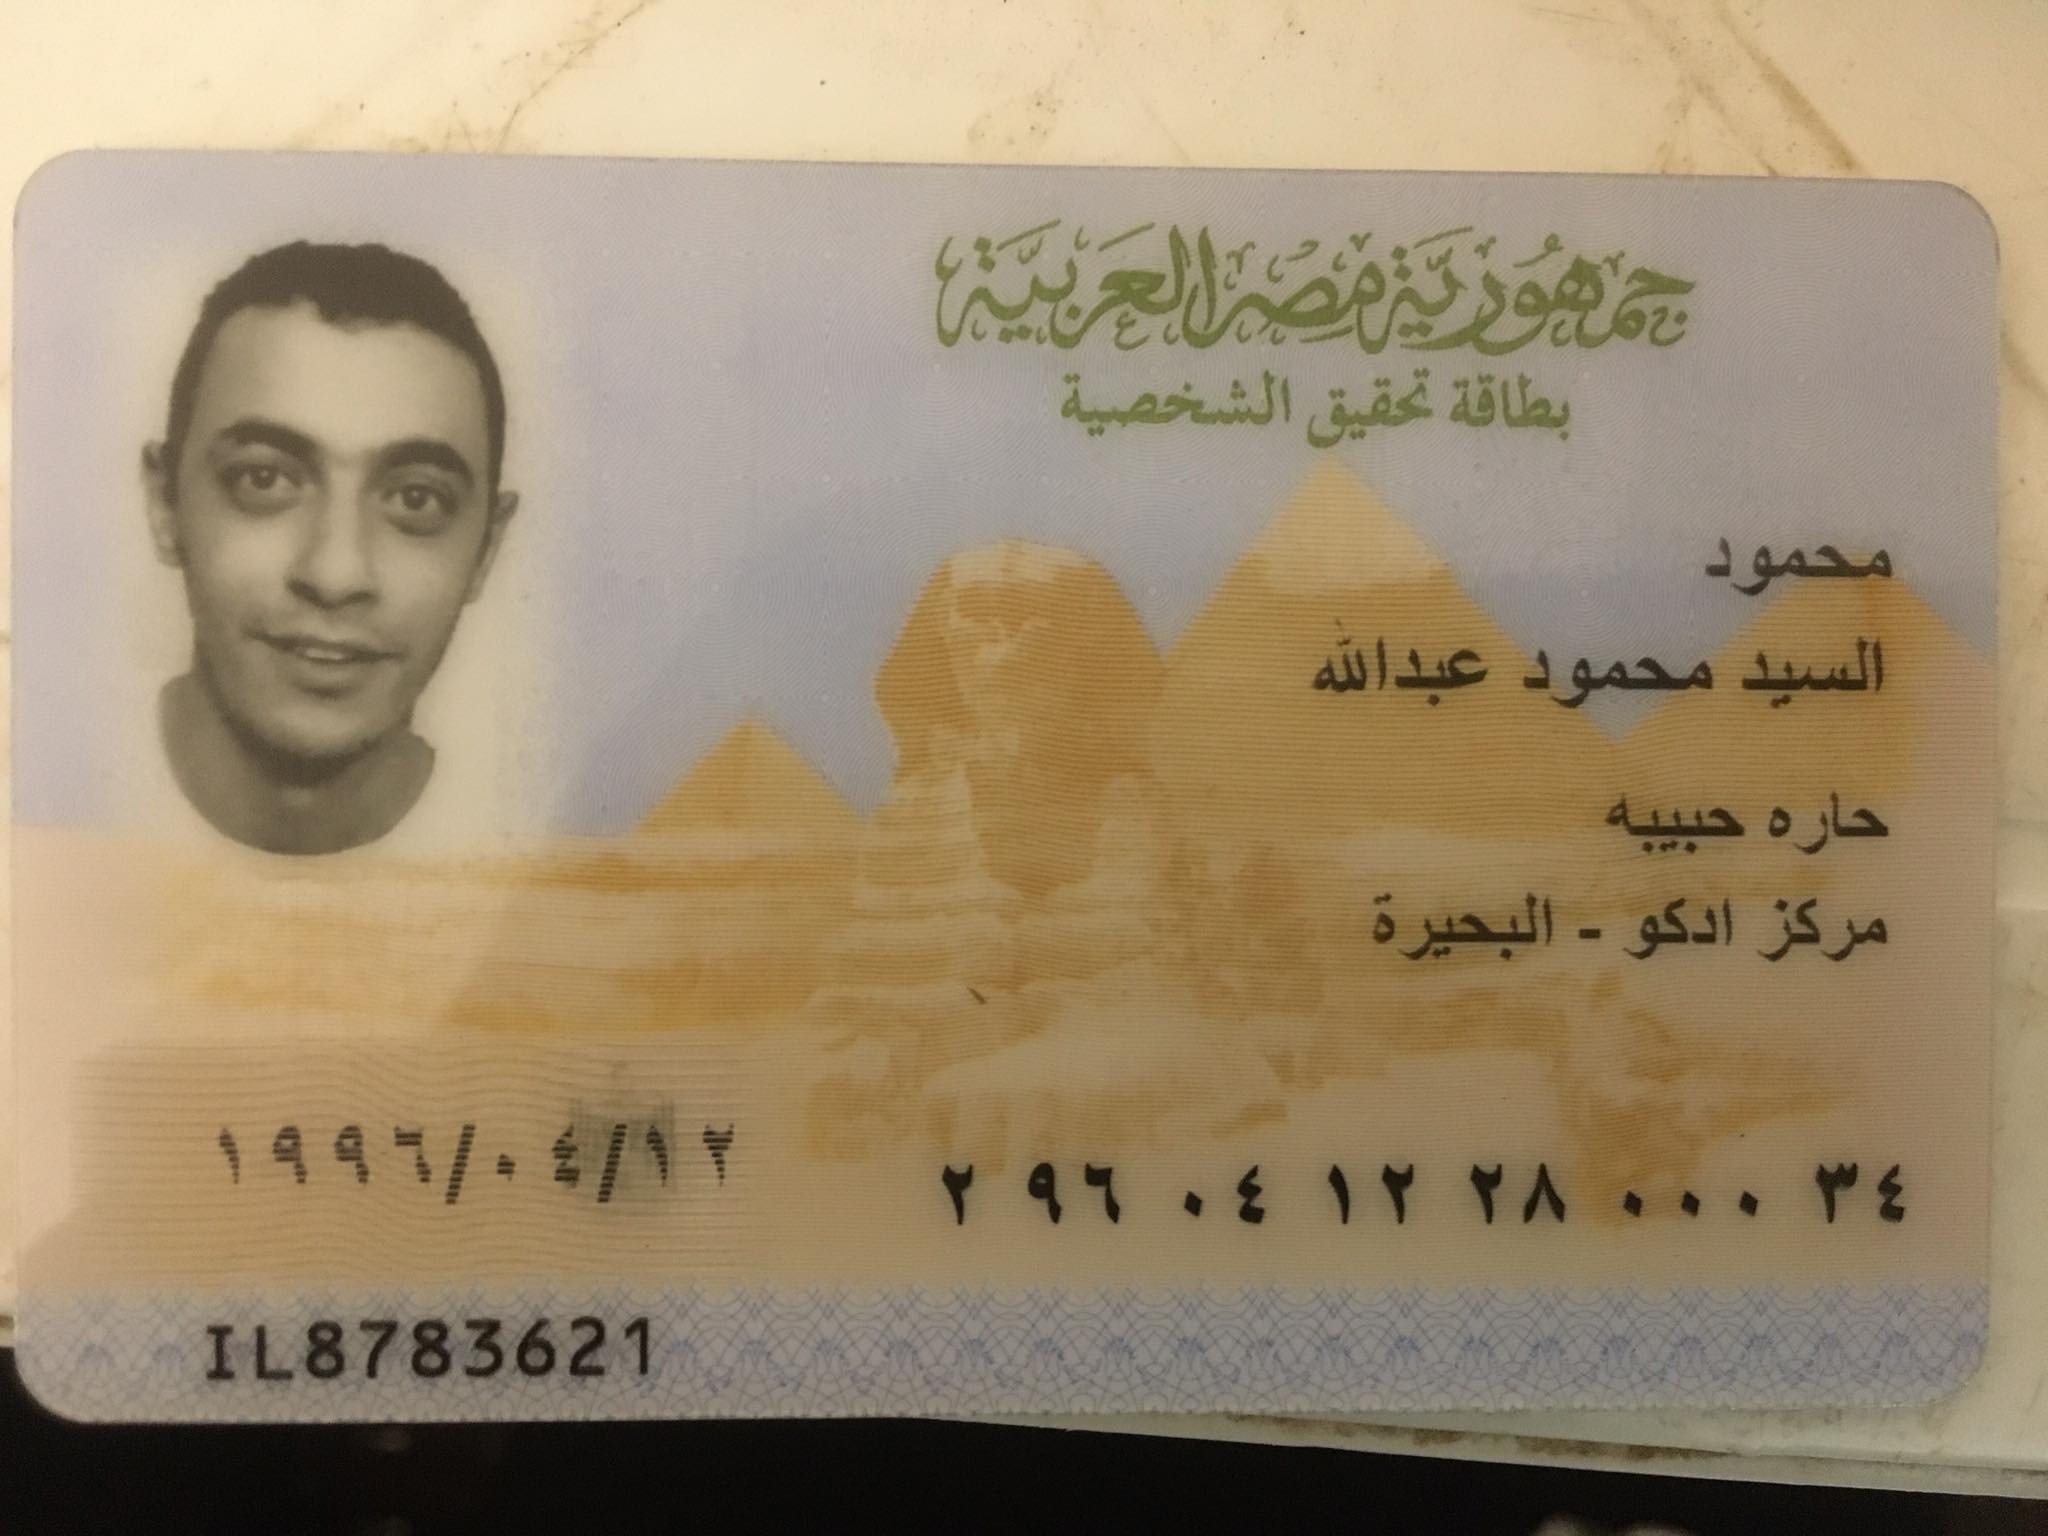 جمهورية مصر العربية
بطاقة تحقيق الشخصية
محمود
السيد محمود عبدالله
حاره حبيبه
مركز ادكو - البحيرة
٢ ٩٦ ٠٤ ١٢ ٢٨ ٠٠٠ ٣٤
١٩٩٦/٠٤/١٢
IL8783621